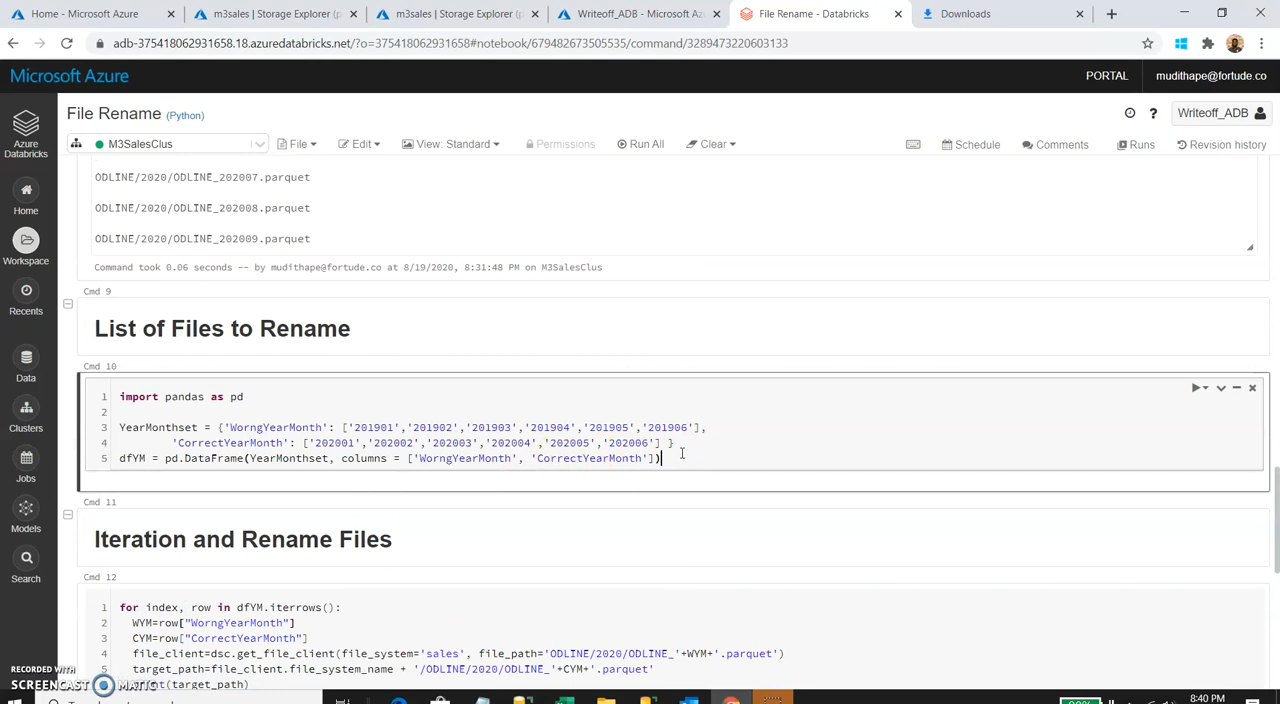 Home - Microsoft Azure
m3sales | Storage Explorer (p
m3sales | Storage Explorer (p
Writeoff_ADB - Microsoft Az
File Rename - Databricks
Downloads
adb-375418062931658.18.azuredatabricks.net/?o=375418062931658#notebook/679482673505535/command/3289473220603133
Microsoft Azure
PORTAL
mudithape@fortude.co
Azure Databricks
Home
Workspace
Recents
Data
Clusters
Jobs
Models
Search
File Rename (Python)
Writeoff_ADB
M3SalesClus
File
Edit
View: Standard
Permissions
Run All
Clear
Schedule
Comments
Runs
Revision history
ODLINE/2020/ODLINE_202007.parquet
ODLINE/2020/ODLINE_202008.parquet
ODLINE/2020/ODLINE_202009.parquet
Command took 0.06 seconds -- by mudithape@fortude.co at 8/19/2020, 8:31:48 PM on M3SalesClus
Cmd 9
List of Files to Rename
Cmd 10
1 import pandas as pd
2
3 YearMonthset = {'WorngYearMonth': ['201901','201902','201903','201904','201905','201906'],
4 'CorrectYearMonth': ['202001','202002','202003','202004','202005','202006'] }
5 dfYM = pd.DataFrame(YearMonthset, columns = ['WorngYearMonth', 'CorrectYearMonth'])
Cmd 11
Iteration and Rename Files
Cmd 12
1 for index, row in dfYM.iterrows():
2 WYM=row["WorngYearMonth"]
3 CYM=row["CorrectYearMonth"]
4 file_client=dsc.get_file_client(file_system='sales', file_path='ODLINE/2020/ODLINE_'+WYM+'.parquet')
5 target_path=file_client.file_system_name + '/ODLINE/2020/ODLINE_'+CYM+'.parquet'
(target_path)
RECORDED WITH
SCREENCAST MATIC
8:40 PM